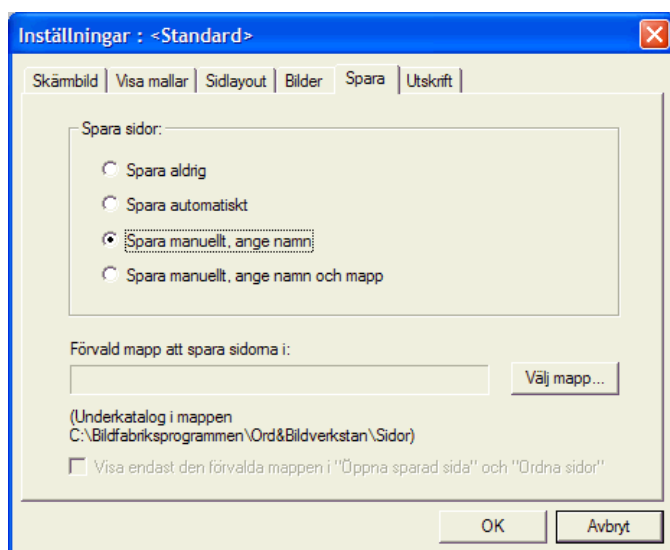 Inställningar : <Standard>
Skärmbild Visa mallar Sidlayout Bilder Spara Utskrift
Spara sidor:
Spara aldrig
Spara automatiskt
Spara manuellt, ange namn
Spara manuellt, ange namn och mapp
Förvald mapp att spara sidorna i:
Välj mapp...
(Underkatalog i mappen
C:\Bildfabriksprogrammen\Ord&Bildverkstan\Sidor)
Visa endast den förvalda mappen i "Öppna sparad sida" och "Ordna sidor"
OK Avbryt